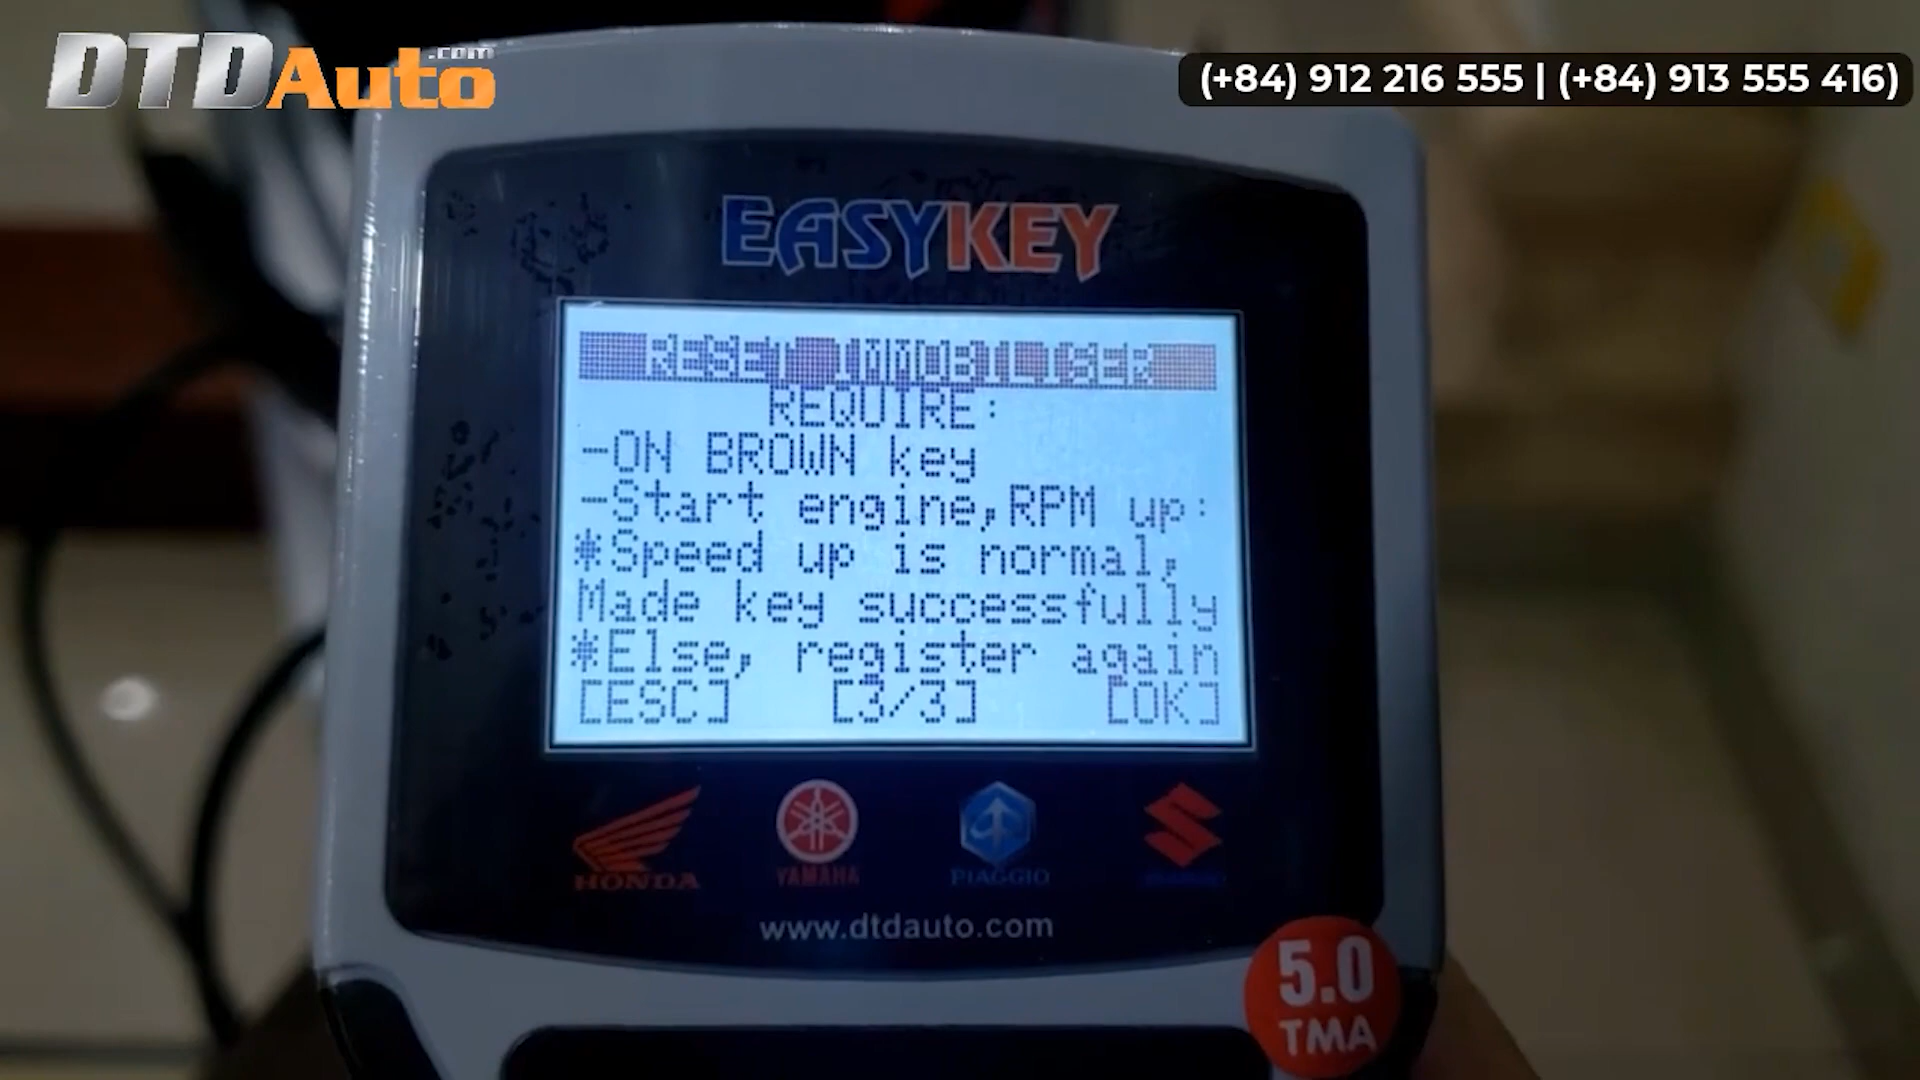 DTDAuto.com
(+84) 912 216 555 | (+84) 913 555 416)
EASYKEY
RESET IMMOBILISER
REQUIRE:
-ON BROWN key
-Start engine,RPM up:
*Speed up is normal,
Made key successfully
*Else, register again
[ESC] [3/3] [OK]
HONDA
YAMAHA
PIAGGIO
www.dtdauto.com
5.0
TMA